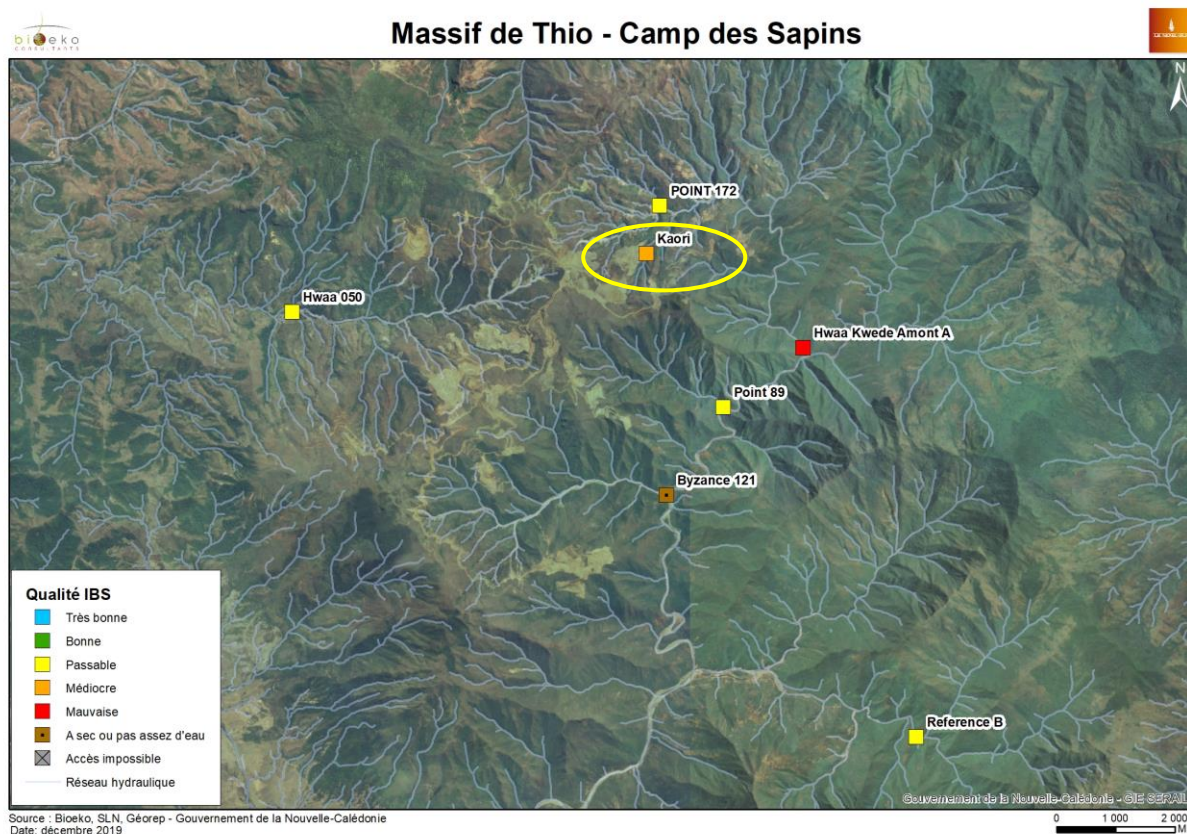 bioeko
CONSULTANTS
Massif de Thio - Camp des Sapins
N
POINT 172
Kaori
Hwaa 050
Hwaa Kwede Amont A
Point 89
Byzance 121
Reference B
Qualité IBS
Très bonne
Bonne
Passable
Médiocre
Mauvaise
A sec ou pas assez d'eau
Accès impossible
Réseau hydraulique
Gouvernement de la Nouvelle-Calédonie - GIE SERAIL
Source : Bioeko, SLN, Géorep - Gouvernement de la Nouvelle-Calédonie
Date: décembre 2019
0 1 000 2 000
M